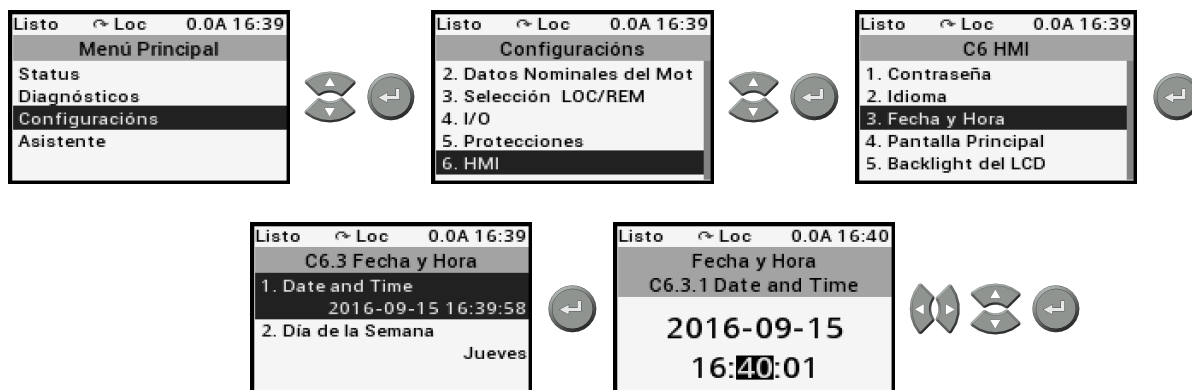 Listo Loc 0.0A 16:39
Menú Principal
Status
Diagnósticos
Configuracións
Asistente
Listo Loc 0.0A 16:39
Configuracións
2. Datos Nominales del Mot
3. Selección LOC/REM
4. I/O
5. Protecciones
6. HMI
Listo Loc 0.0A 16:39
C6 HMI
1. Contraseña
2. Idioma
3. Fecha y Hora
4. Pantalla Principal
5. Backlight del LCD
Listo Loc 0.0A 16:39
C6.3 Fecha y Hora
1. Date and Time
2016-09-15 16:39:58
2. Día de la Semana
Jueves
Listo Loc 0.0A 16:40
Fecha y Hora
C6.3.1 Date and Time
2016-09-15
16:40:01